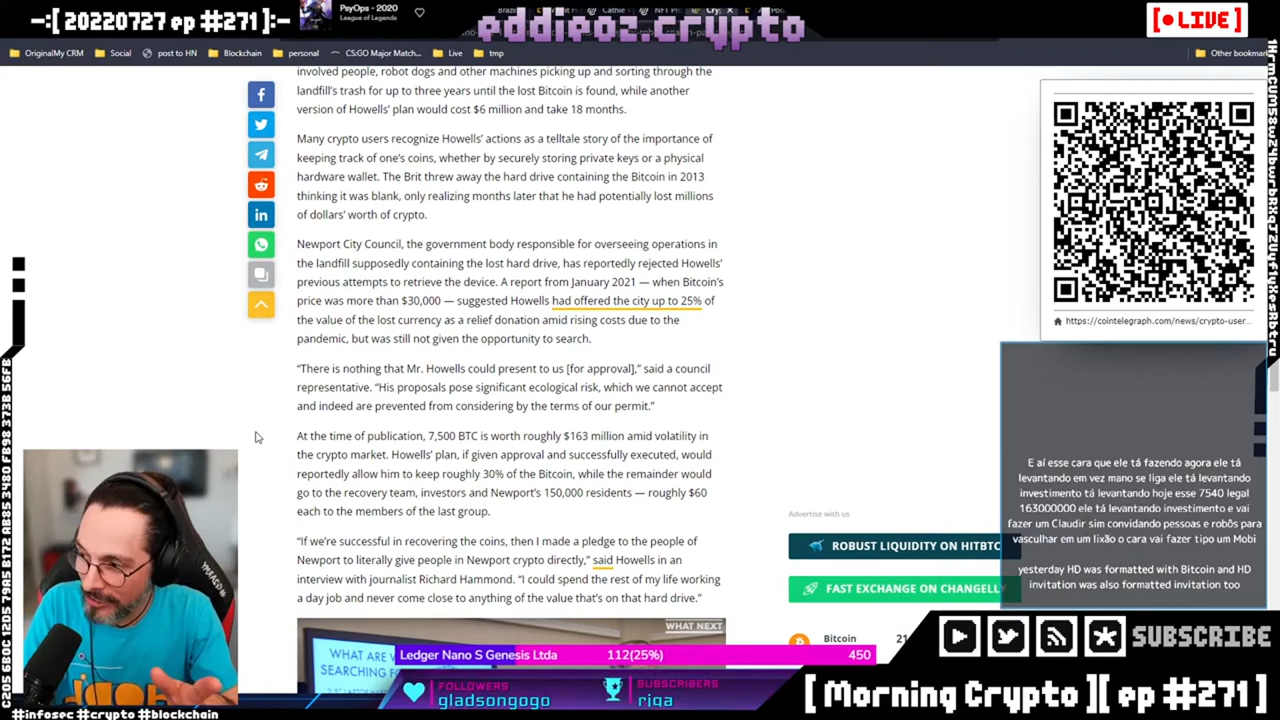 -:[ 20220727 ep #271]:-
PsyOps - 2020
League of Legends
eddieoz.crypto
[ LIVE ]
OriginalMy CRM
Social
post to HN
Blockchain
personal
CS:GO Major Match...
Live
tmp
Other bookmar
involved people, robot dogs and other machines picking up and sorting through the
landfill's trash for up to three years until the lost Bitcoin is found, while another
version of Howells' plan would cost $6 million and take 18 months.
Many crypto users recognize Howells' actions as a telltale story of the importance of
keeping track of one's coins, whether by securely storing private keys or a physical
hardware wallet. The Brit threw away the hard drive containing the Bitcoin in 2013
thinking it was blank, only realizing months later that he had potentially lost millions
of dollars' worth of crypto.
Newport City Council, the government body responsible for overseeing operations in
the landfill supposedly containing the lost hard drive, has reportedly rejected Howells'
previous attempts to retrieve the device. A report from January 2021 — when Bitcoin's
price was more than $30,000 — suggested Howells had offered the city up to 25% of
the value of the lost currency as a relief donation amid rising costs due to the
pandemic, but was still not given the opportunity to search.
“There is nothing that Mr. Howells could present to us [for approval],” said a council
representative. “His proposals pose significant ecological risk, which we cannot accept
and indeed are prevented from considering by the terms of our permit.”
At the time of publication, 7,500 BTC is worth roughly $163 million amid volatility in
the crypto market. Howells' plan, if given approval and successfully executed, would
reportedly allow him to keep roughly 30% of the Bitcoin, while the remainder would
go to the recovery team, investors and Newport's 150,000 residents — roughly $60
each to the members of the last group.
“If we're successful in recovering the coins, then I made a pledge to the people of
Newport to literally give people in Newport crypto directly,” said Howells in an
interview with journalist Richard Hammond. “I could spend the rest of my life working
a day job and never come close to anything of the value that's on that hard drive.”
WHAT NEXT
WHAT ARE
SEARCHING FO
https://cointelegraph.com/news/crypto-user...
E aí esse cara que ele tá fazendo agora ele tá
levantando em vez mano se liga ele tá levantando
investimento tá levantando hoje esse 7540 legal
163000000 ele tá levantando investimento e vai
fazer um Claudir sim convidando pessoas e robôs para
vasculhar em um lixão o cara vai fazer tipo um Mobi
yesterday HD was formatted with Bitcoin and HD
invitation was also formatted invitation too
Advertise with us
ROBUST LIQUIDITY ON HITBTC
FAST EXCHANGE ON CHANGELLY
Bitcoin
21
Ledger Nano S Genesis Ltda
112(25%)
450
FOLLOWERS
gladsongogo
SUBSCRIBERS
riqa
SUBSCRIBE
[ Morning Crypto ][ ep #271 ]
#infosec #crypto #blockchain